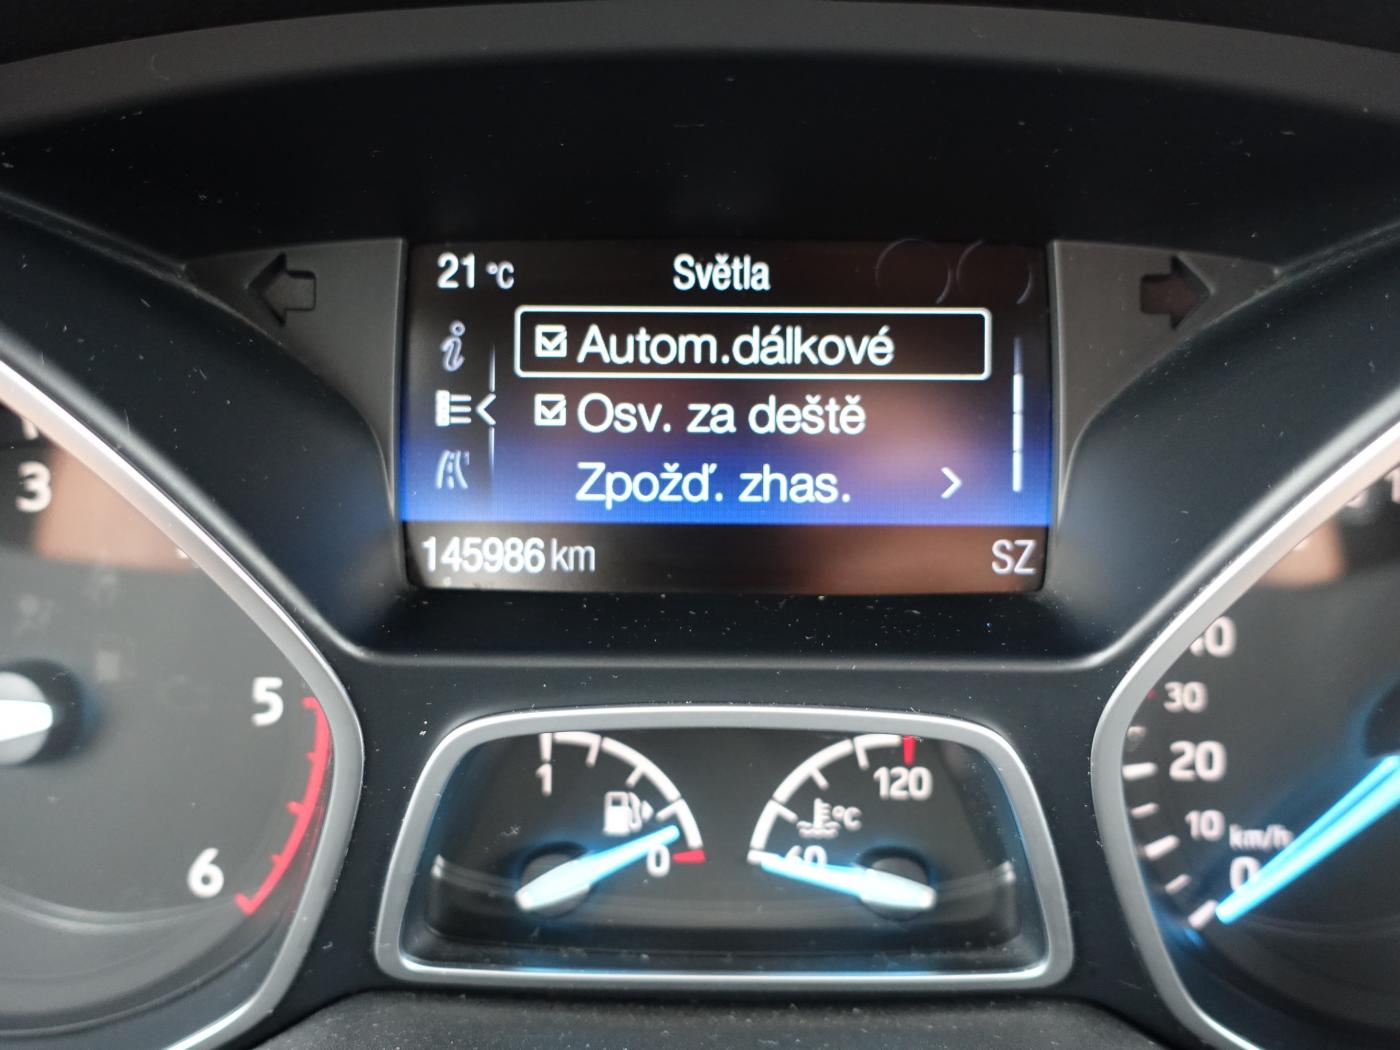 21 °C Světla
Autom.dálkové
Osv. za deště
Zpožď. zhas. >
145986 km SZ
3
5
6
1
0
120
°C
60
40
30
20
10
km/h
0